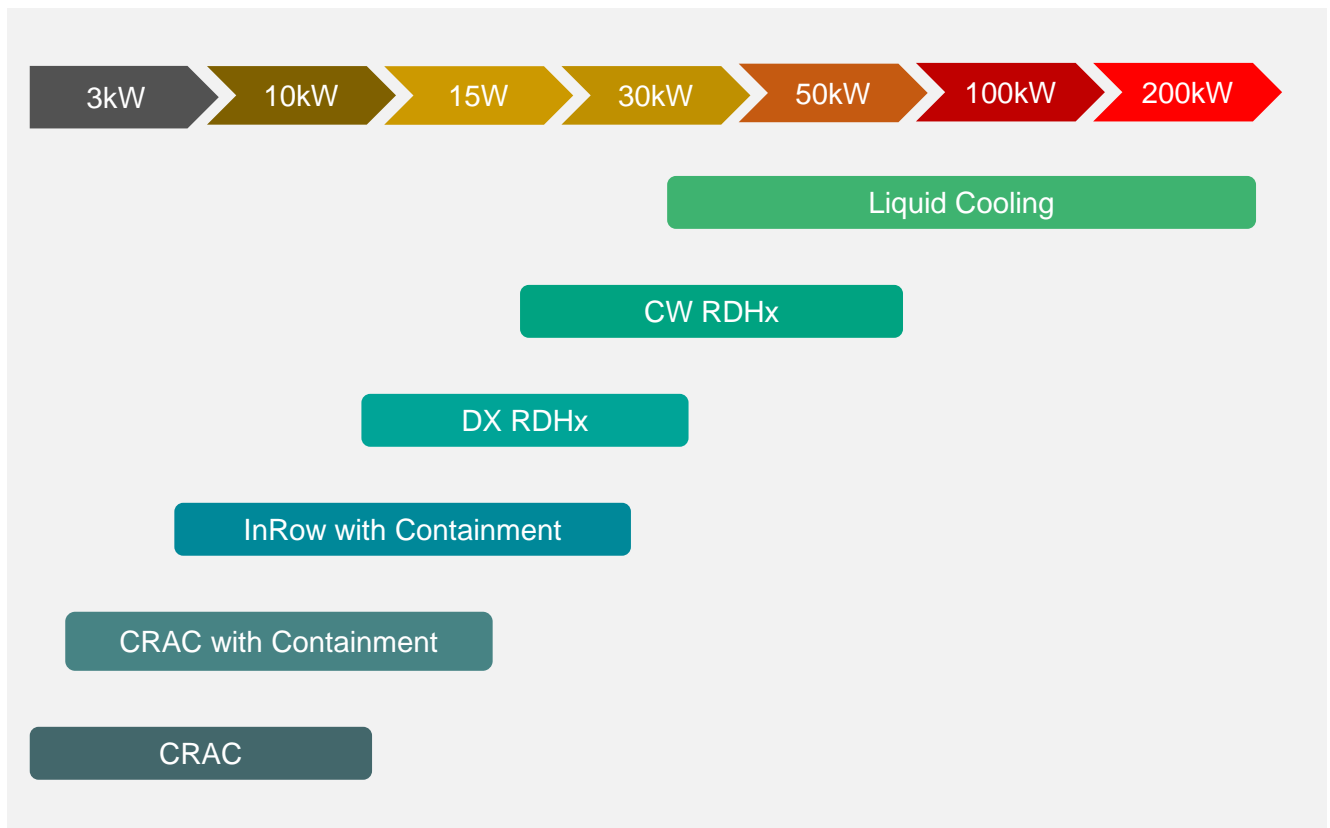 3kW
10kW
15W
30kW
50kW
100kW
200kW
Liquid Cooling
CW RDHx
DX RDHx
InRow with Containment
CRAC with Containment
CRAC